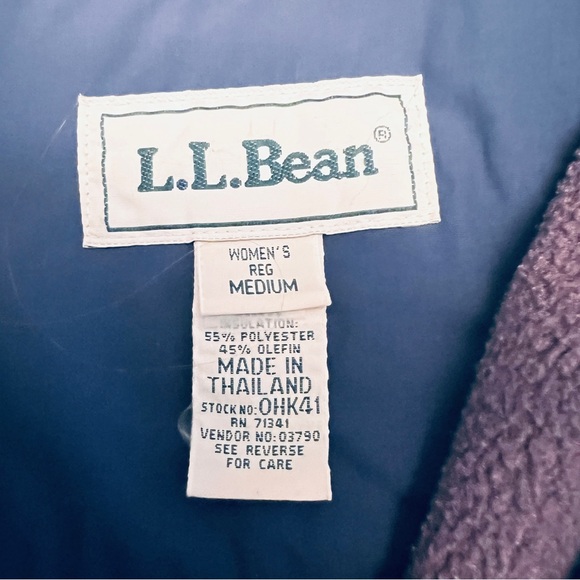 L.L.Bean®
WOMEN'S
REG
MEDIUM
INSULATION:
55% POLYESTER
45% OLEFIN
MADE IN
THAILAND
STOCK NO: 0HK41
RN 71341
VENDOR NO: 03790
SEE REVERSE
FOR CARE